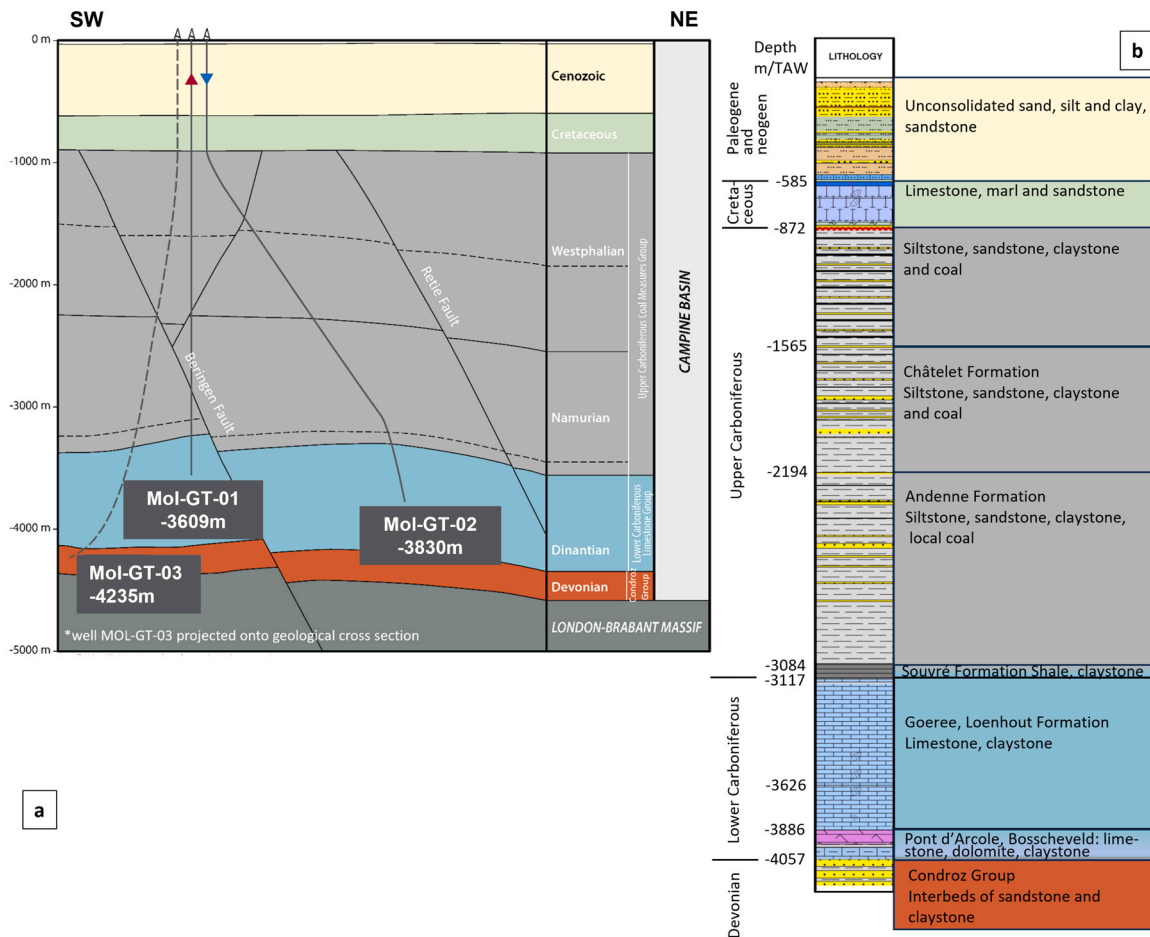 SW
NE
0 m
-1000 m
-2000 m
-3000 m
-4000 m
-5000 m
Cenozoic
Cretaceous
Westphalian
Namurian
Dinantian
Devonian
Upper Carboniferous Coal Measures Group
Lower Carboniferous
Limestone Group
Condroz
Group
CAMPINE BASIN
LONDON-BRABANT MASSIF
Beringen Fault
Retie Fault
Mol-GT-01
-3609m
Mol-GT-02
-3830m
Mol-GT-03
-4235m
*well MOL-GT-03 projected onto geological cross section
a
b
Depth
m/TAW
LITHOLOGY
Paleogene
and
neogen
Creta-
ceous
Upper Carboniferous
Lower Carboniferous
Devonian
-585
-872
-1565
-2194
-3084
-3117
-3626
-3886
-4057
Unconsolidated sand, silt and clay,
sandstone
Limestone, marl and sandstone
Siltstone, sandstone, claystone
and coal
Châtelet Formation
Siltstone, sandstone, claystone
and coal
Andenne Formation
Siltstone, sandstone, claystone,
local coal
Souvré Formation Shale, claystone
Goeree, Loenhout Formation
Limestone, claystone
Pont d'Arcole, Bosscheveld: lime-
stone, dolomite, claystone
Condroz Group
Interbeds of sandstone and
claystone